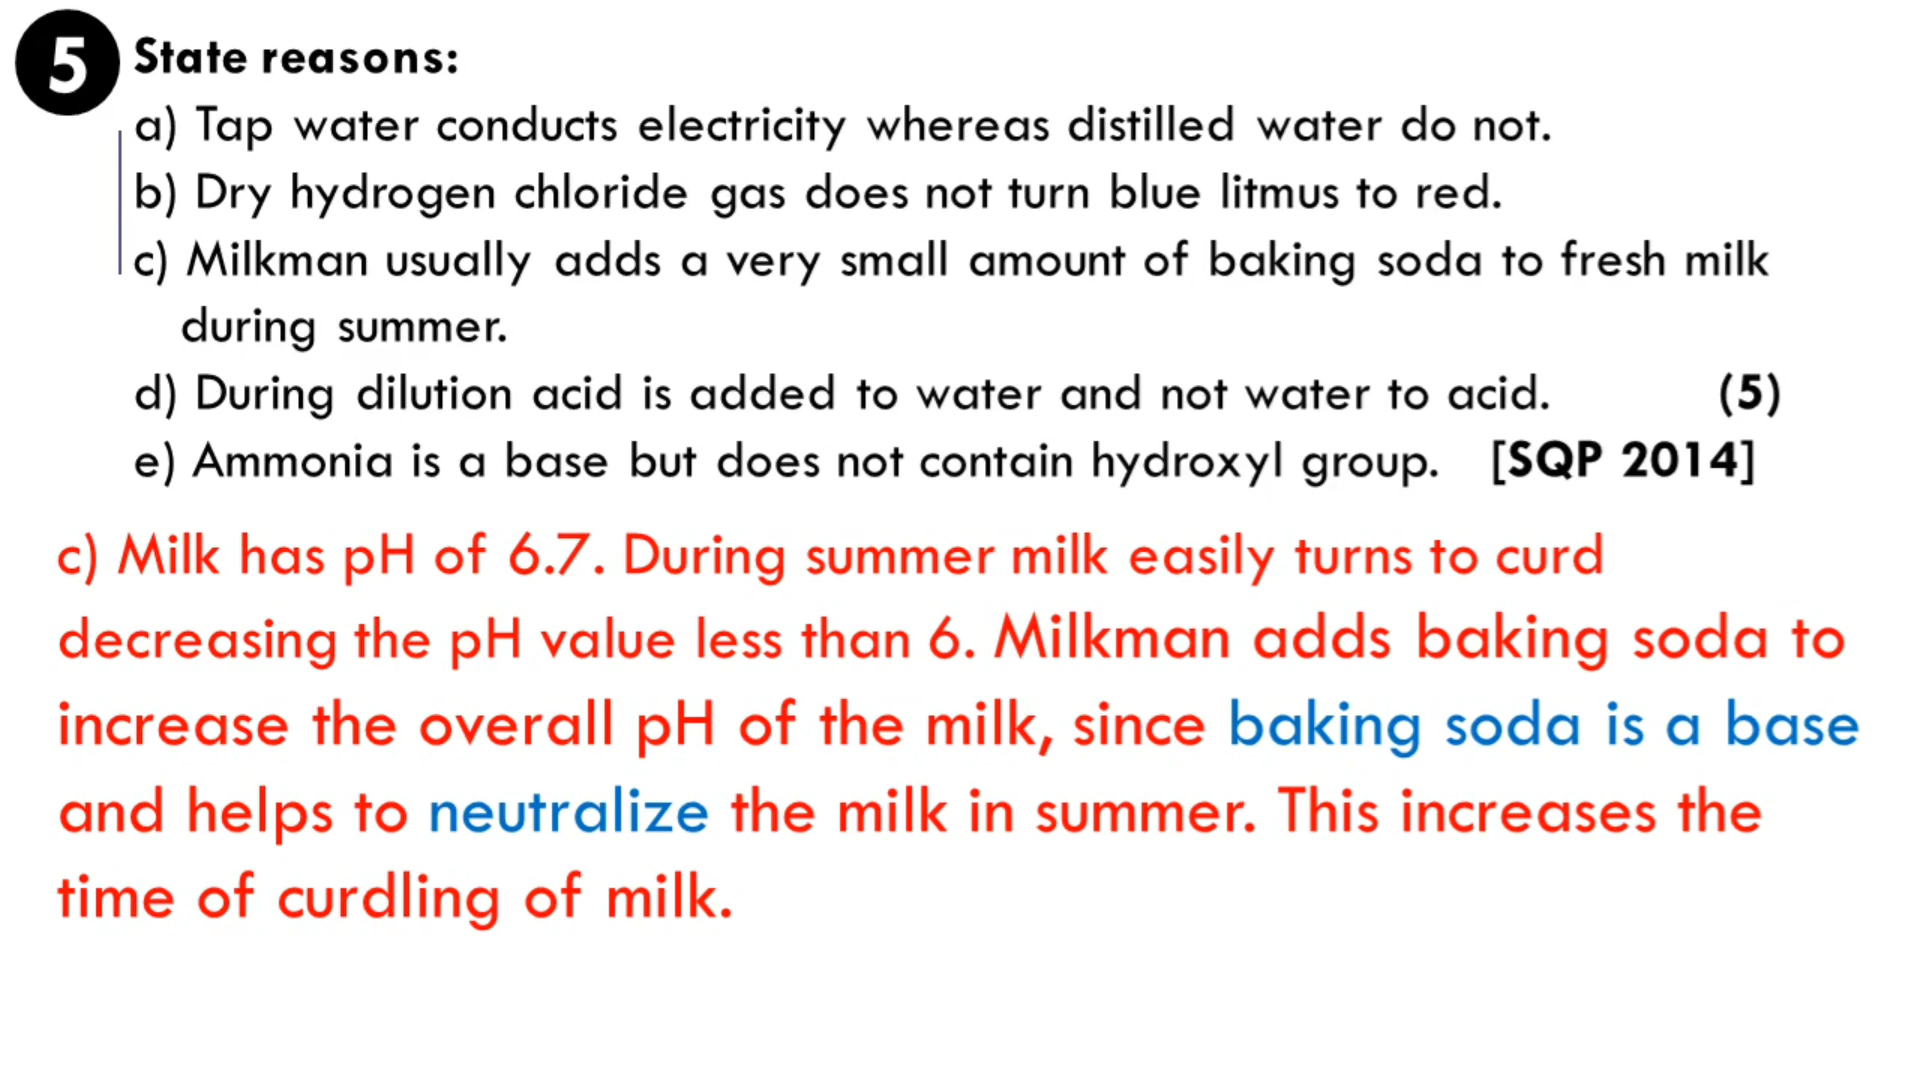 5 State reasons:
a) Tap water conducts electricity whereas distilled water do not.
b) Dry hydrogen chloride gas does not turn blue litmus to red.
c) Milkman usually adds a very small amount of baking soda to fresh milk
during summer.
d) During dilution acid is added to water and not water to acid. (5)
e) Ammonia is a base but does not contain hydroxyl group. [SQP 2014]
c) Milk has pH of 6.7. During summer milk easily turns to curd
decreasing the pH value less than 6. Milkman adds baking soda to
increase the overall pH of the milk, since baking soda is a base
and helps to neutralize the milk in summer. This increases the
time of curdling of milk.